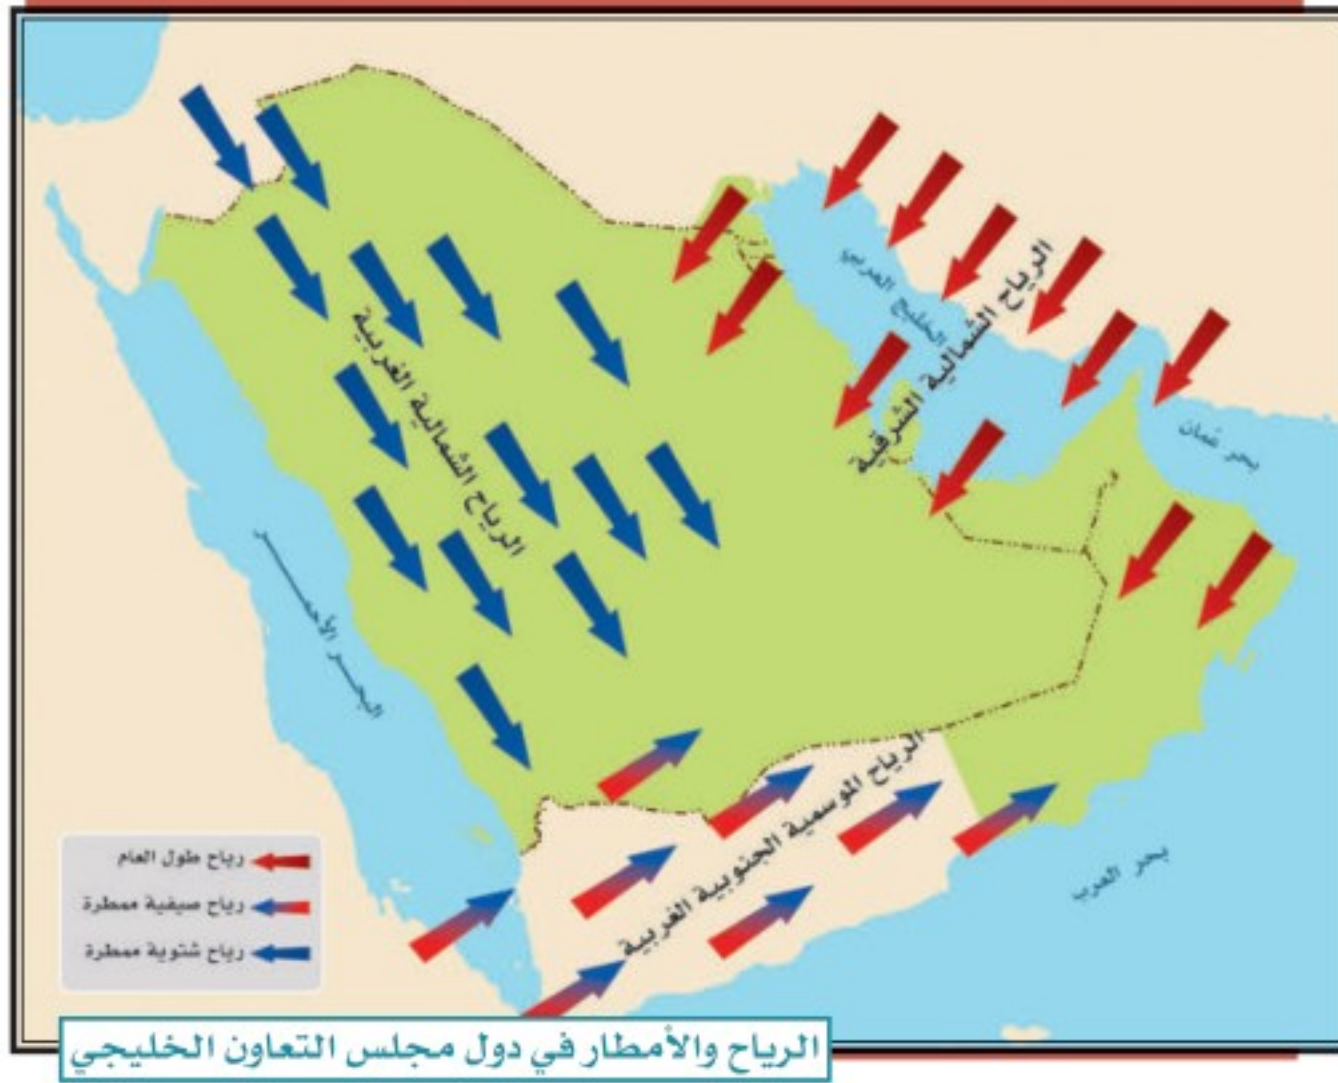 الرياح الشمالية الشرقية
الخليج العربي
بحر عُمان
الرياح الشمالية الغربية
البحر الأحمر
الرياح الموسمية الجنوبية الغربية
بحر العرب
رياح طول العام
رياح صيفية ممطرة
رياح شتوية ممطرة
الرياح والأمطار في دول مجلس التعاون الخليجي